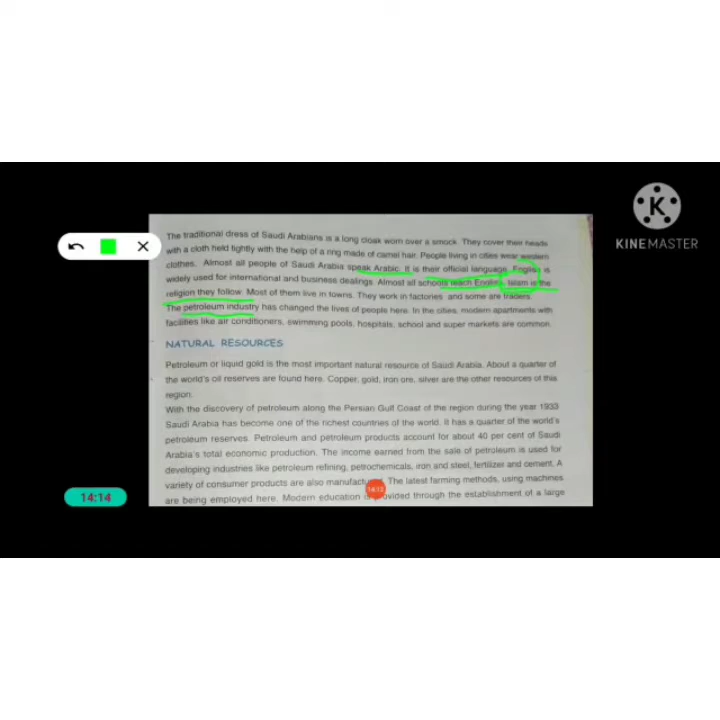 The traditional dress of Saudi Arabians is a long cloak worn over a smock. They cover their heads
with a cloth held tightly with the help of a ring made of camel hair. People living in cities wear western
clothes. Almost all people of Saudi Arabia speak Arabic. It is their official language. English is
widely used for international and business dealings. Almost all schools teach English. Islam is the
religion they follow. Most of them live in towns. They work in factories and some are traders.
The petroleum industry has changed the lives of people here. In the cities, modern apartments with
facilities like air conditioners, swimming pools, hospitals, school and super markets are common.
NATURAL RESOURCES
Petroleum or liquid gold is the most important natural resource of Saudi Arabia. About a quarter of
the world's oil reserves are found here. Copper, gold, iron ore, silver are the other resources of this
region.
With the discovery of petroleum along the Persian Gulf Coast of the region during the year 1933
Saudi Arabia has become one of the richest countries of the world. It has a quarter of the world's
petroleum reserves. Petroleum and petroleum products account for about 40 per cent of Saudi
Arabia's total economic production. The income earned from the sale of petroleum is used for
developing industries like petroleum refining, petrochemicals, iron and steel, fertilizer and cement. A
variety of consumer products are also manufactured. The latest farming methods, using machines
are being employed here. Modern education is provided through the establishment of a large
K
KINEMASTER
14:14
14:13